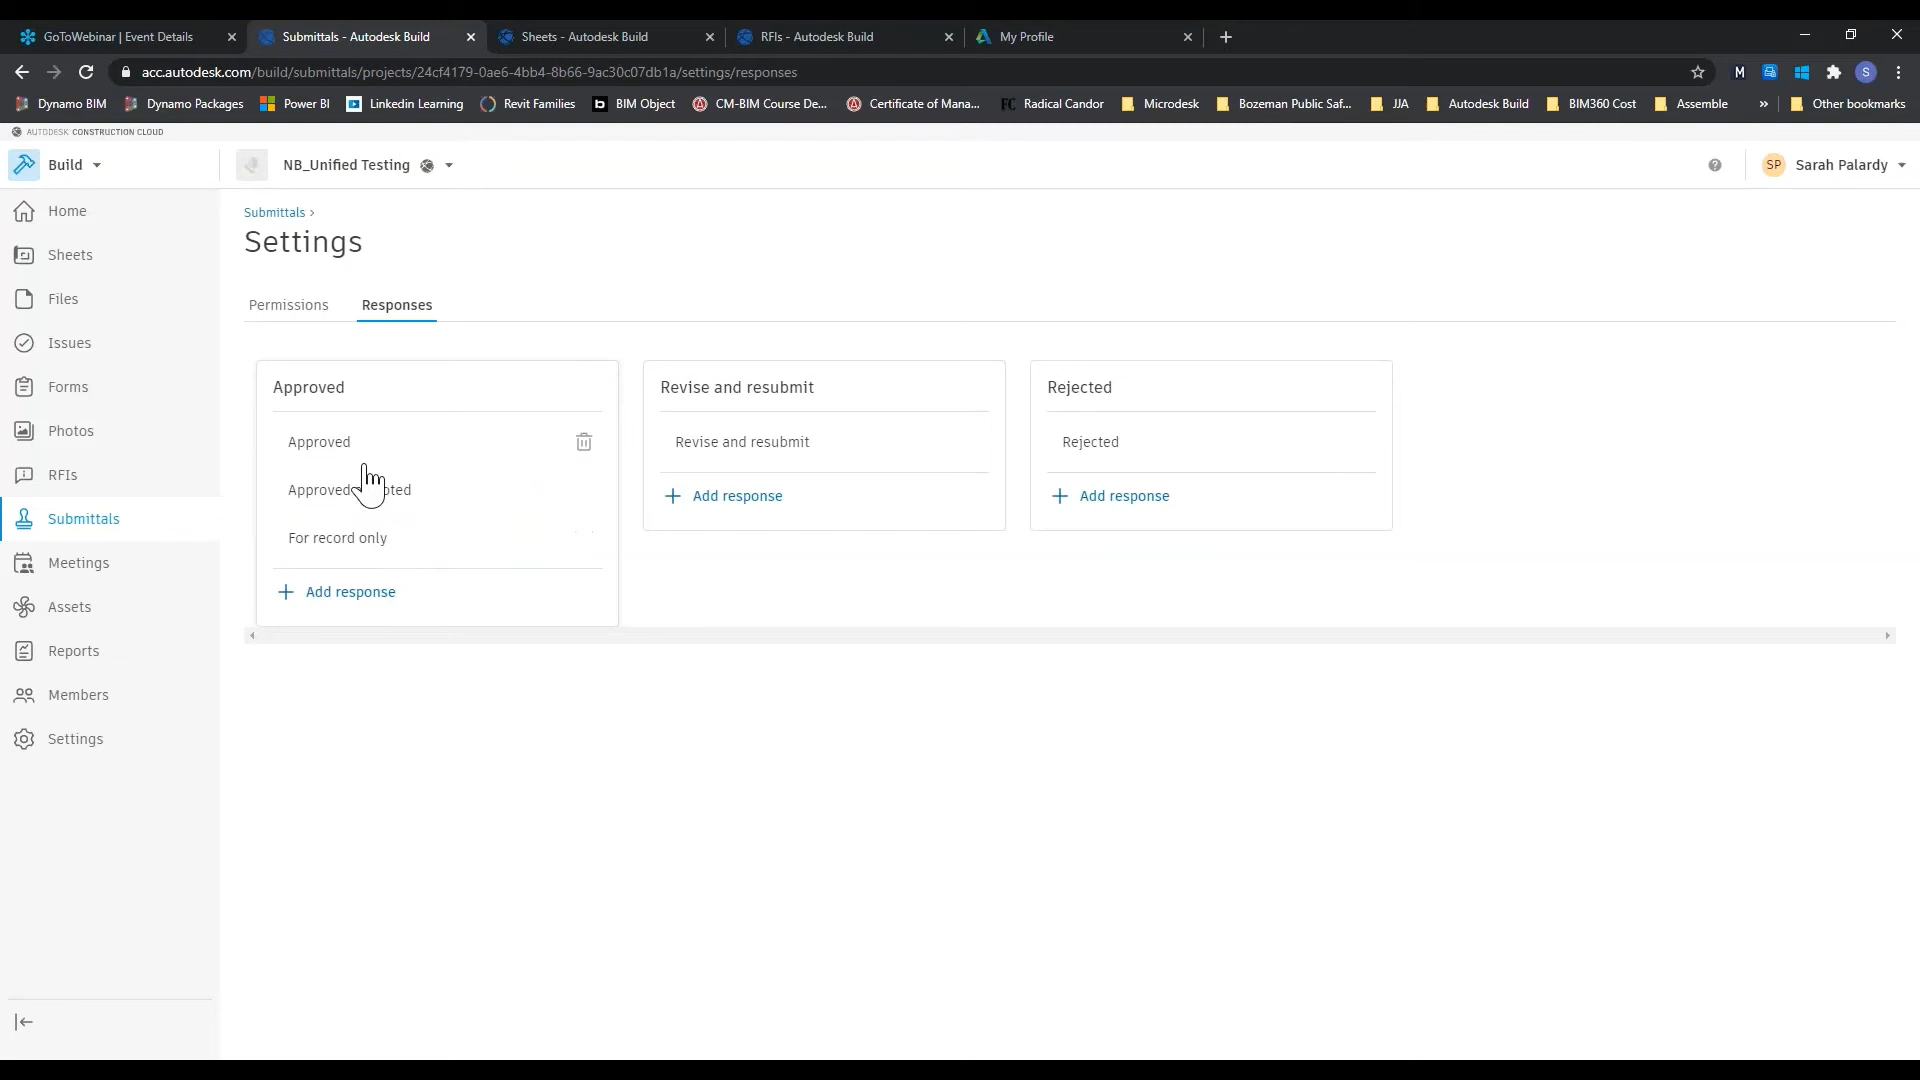 GoToWebinar | Event Details
Submittals - Autodesk Build
Sheets - Autodesk Build
RFIs - Autodesk Build
My Profile
acc.autodesk.com/build/submittals/projects/24cf4179-0ae6-4bb4-8b66-9ac30c07db1a/settings/responses
M
S
Dynamo BIM
Dynamo Packages
Power BI
Linkedin Learning
Revit Families
b BIM Object
CM-BIM Course De...
Certificate of Mana...
FC Radical Candor
Microdesk
Bozeman Public Saf...
JJA
Autodesk Build
BIM360 Cost
Assemble
»
Other bookmarks
AUTODESK CONSTRUCTION CLOUD
Build
NB_Unified Testing
SP Sarah Palardy
Home
Sheets
Files
Issues
Forms
Photos
RFIs
Submittals
Meetings
Assets
Reports
Members
Settings
Submittals >
Settings
Permissions
Responses
Approved
Approved
Approved
For record only
+ Add response
Revise and resubmit
Revise and resubmit
+ Add response
Rejected
Rejected
+ Add response